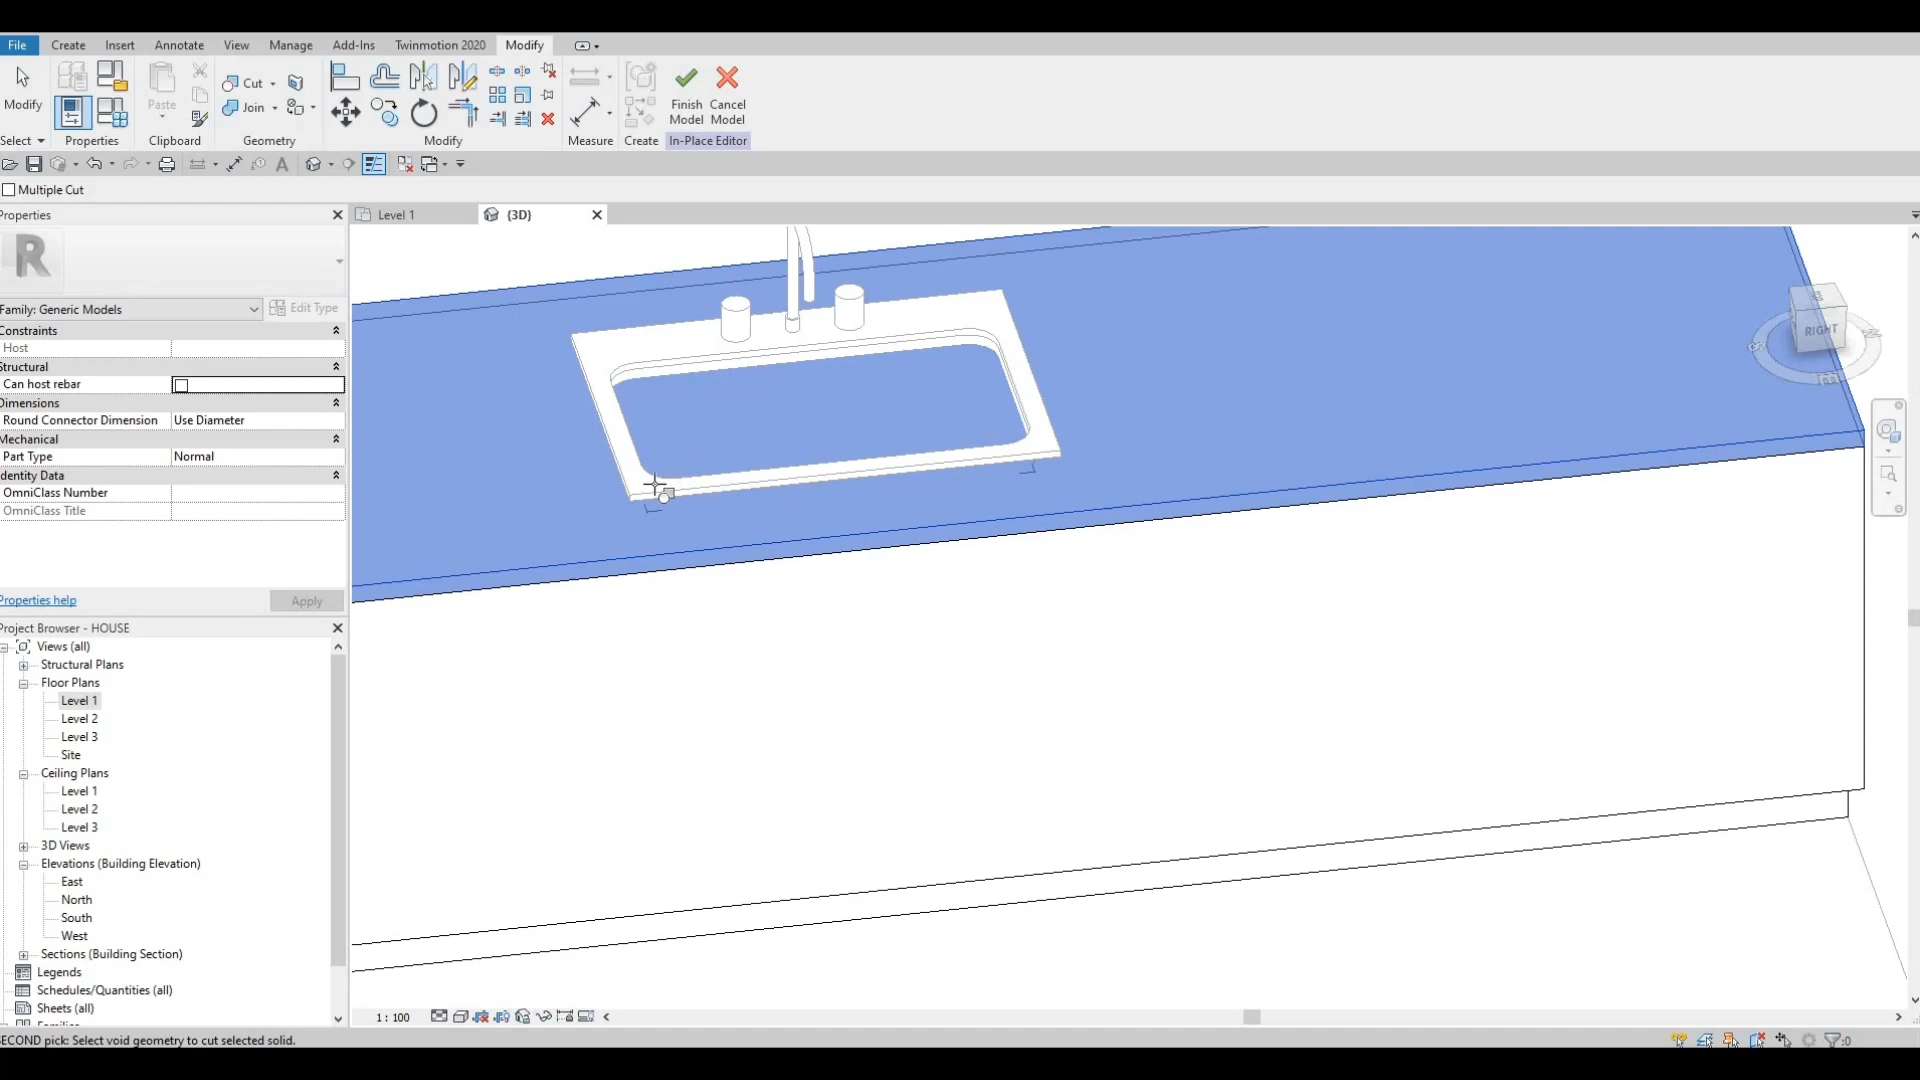 File Create Insert Annotate View Manage Add-Ins Twinmotion 2020 Modify
Modify
Paste
Cut
Join
Finish Model
Cancel Model
Select Properties Clipboard Geometry Modify Measure Create In-Place Editor
Multiple Cut
Properties
Level 1
{3D}
R
Family: Generic Models
Edit Type
Constraints
Host
Structural
Can host rebar
Dimensions
Round Connector Dimension Use Diameter
Mechanical
Part Type Normal
Identity Data
OmniClass Number
OmniClass Title
Properties help
Apply
Project Browser - HOUSE
Views (all)
Structural Plans
Floor Plans
Level 1
Level 2
Level 3
Site
Ceiling Plans
Level 1
Level 2
Level 3
3D Views
Elevations (Building Elevation)
East
North
South
West
Sections (Building Section)
Legends
Schedules/Quantities (all)
Sheets (all)
RIGHT
1 : 100
SECOND pick: Select void geometry to cut selected solid.
:0